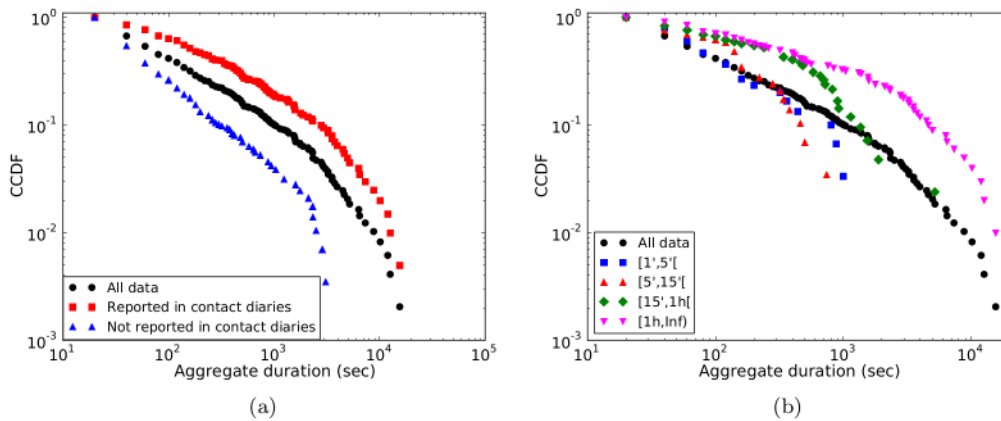 10^0
10^-1
10^-2
10^-3
CCDF
All data
Reported in contact diaries
Not reported in contact diaries
10^1 10^2 10^3 10^4 10^5
Aggregate duration (sec)
(a)
10^0
10^-1
10^-2
10^-3
CCDF
All data
[1',5'[
[5',15'[
[15',1h[
[1h,Inf)
10^1 10^2 10^3 10^4
Aggregate duration (sec)
(b)